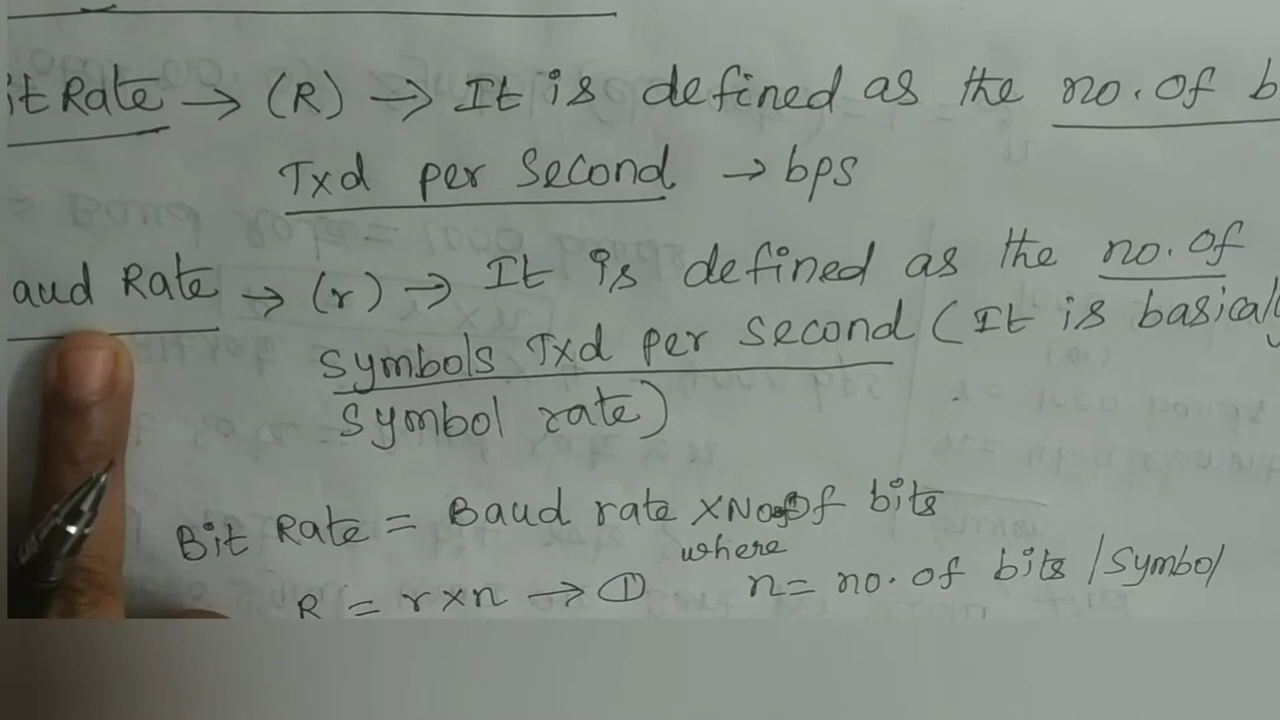 it Rate → (R) → It is defined as the no. of b
Txd per Second → bps
aud Rate → (r) → It is defined as the no. of
Symbols Txd per second (It is basical
Symbol rate)
Bit Rate = Baud rate × No. of bits
where
R = r×n → ① n = no. of bits / Symbol